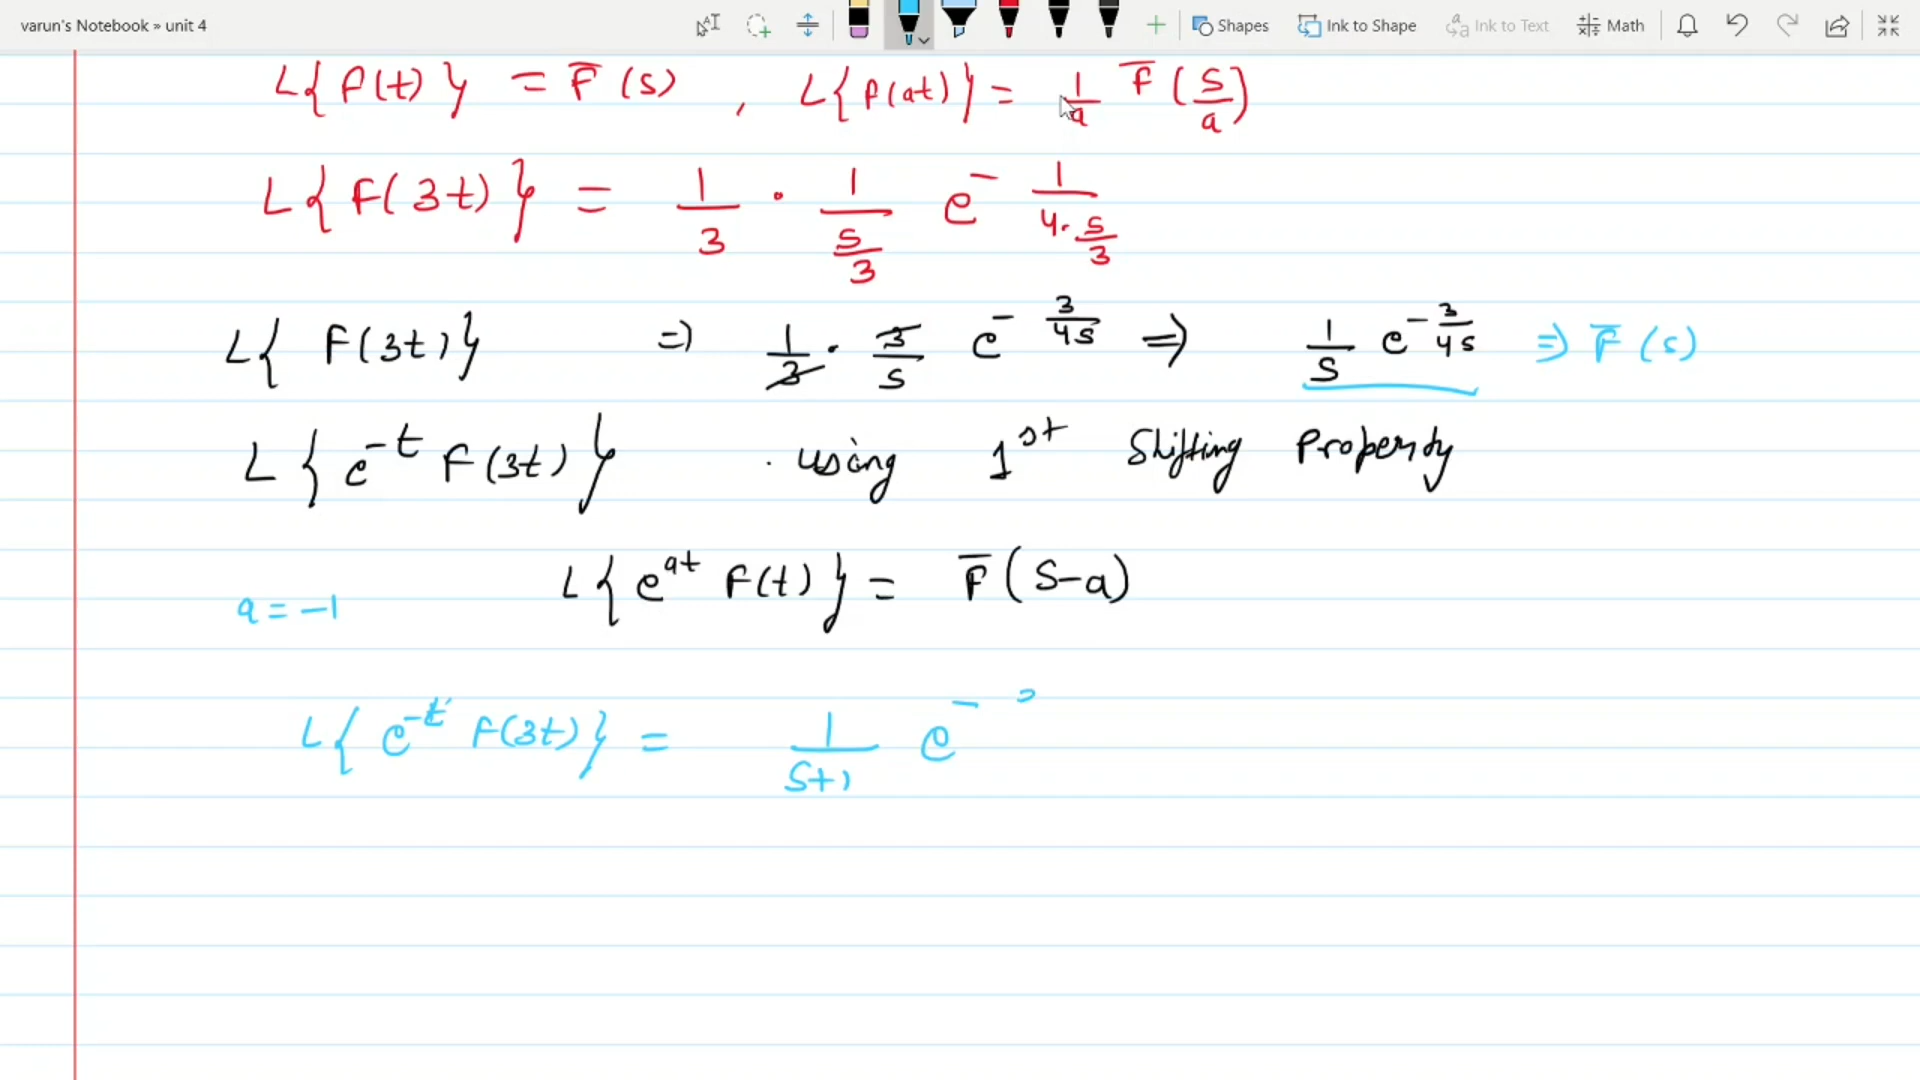 varun's Notebook » unit 4 Shapes Ink to Shape Ink to Text Math
L{f(t)} = F̅(s) , L{f(at)} = 1/a F̅(s/a)
L{F(3t)} = 1/3 · 1/(s/3) e^-1/(4·s/3)
L{F(3t)} => 1/3 · 3/s e^-3/4s => 1/s e^-3/4s => F̅(s)
L{e^-t F(3t)} . using 1st Shifting Property
L{e^at F(t)} = F̅(S-a)
a = -1
L{e^-t F(3t)} = 1/(S+1) e^-